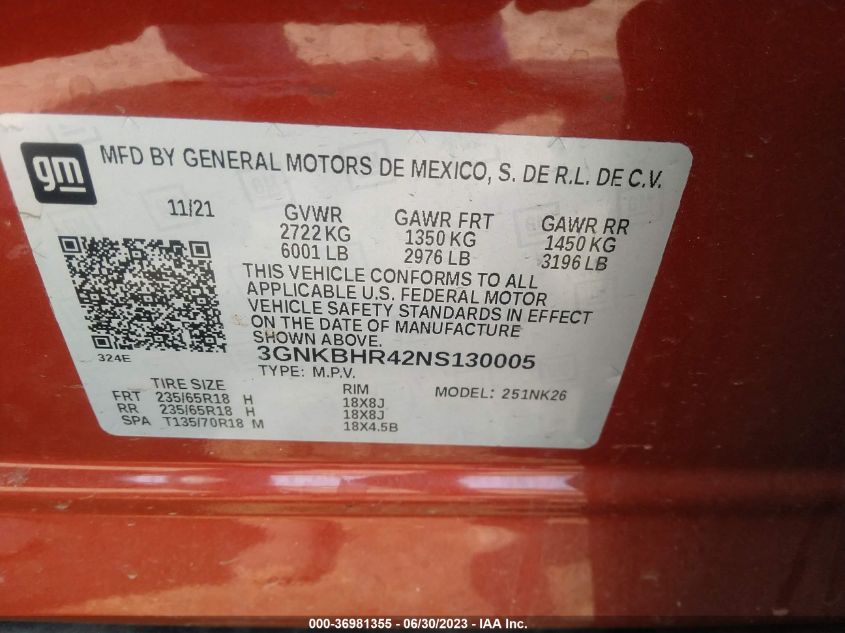 gm
MFD BY GENERAL MOTORS DE MEXICO, S. DE R.L. DE C.V.
11/21 GVWR GAWR FRT GAWR RR
2722 KG 1350 KG 1450 KG
6001 LB 2976 LB 3196 LB
THIS VEHICLE CONFORMS TO ALL
APPLICABLE U.S. FEDERAL MOTOR
VEHICLE SAFETY STANDARDS IN EFFECT
ON THE DATE OF MANUFACTURE
SHOWN ABOVE.
324E
3GNKBHR42NS130005
TYPE: M.P.V.
TIRE SIZE RIM MODEL: 251NK26
FRT 235/65R18 H 18X8J
RR 235/65R18 H 18X8J
SPA T135/70R18 M 18X4.5B
000-36981355 - 06/30/2023 - © IAA Inc.